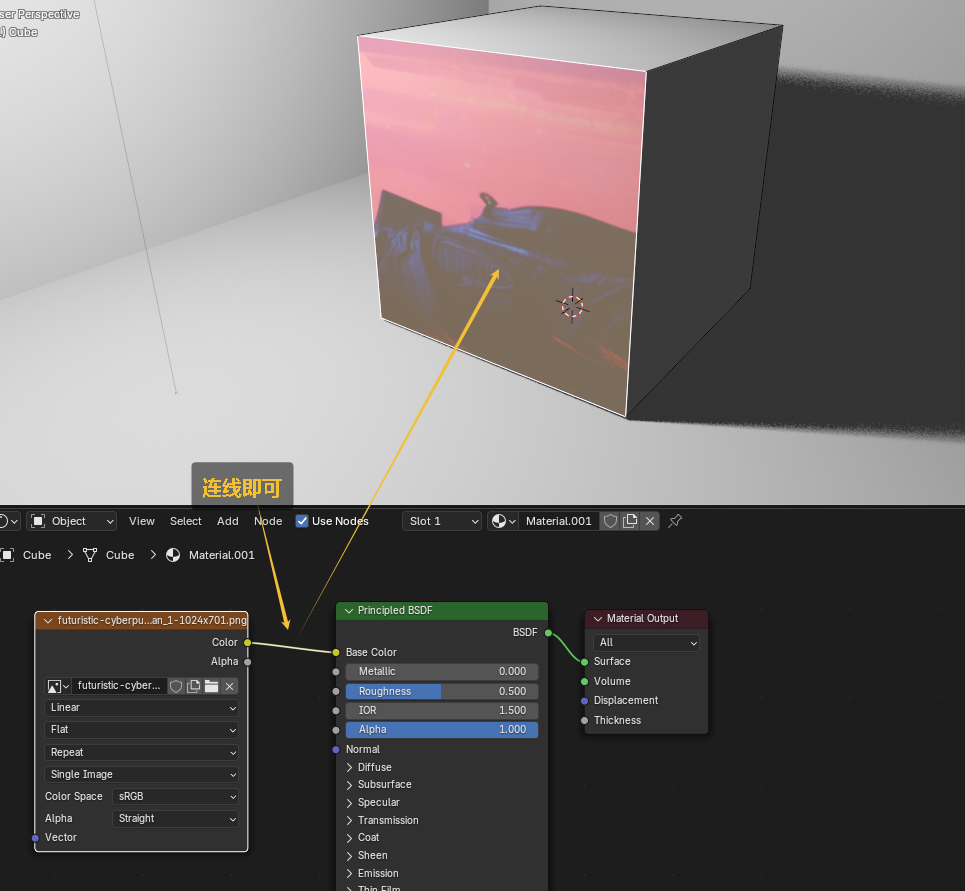 ser Perspective
) Cube
连线即可
Object View Select Add Node Use Nodes Slot 1 Material.001
Cube Cube Material.001
futuristic-cyberpu...an_1-1024x701.png
Color
Alpha
futuristic-cyber...
Linear
Flat
Repeat
Single Image
Color Space sRGB
Alpha Straight
Vector
Principled BSDF
BSDF
Base Color
Metallic 0.000
Roughness 0.500
IOR 1.500
Alpha 1.000
Normal
Diffuse
Subsurface
Specular
Transmission
Coat
Sheen
Emission
Thin Film
Material Output
All
Surface
Volume
Displacement
Thickness